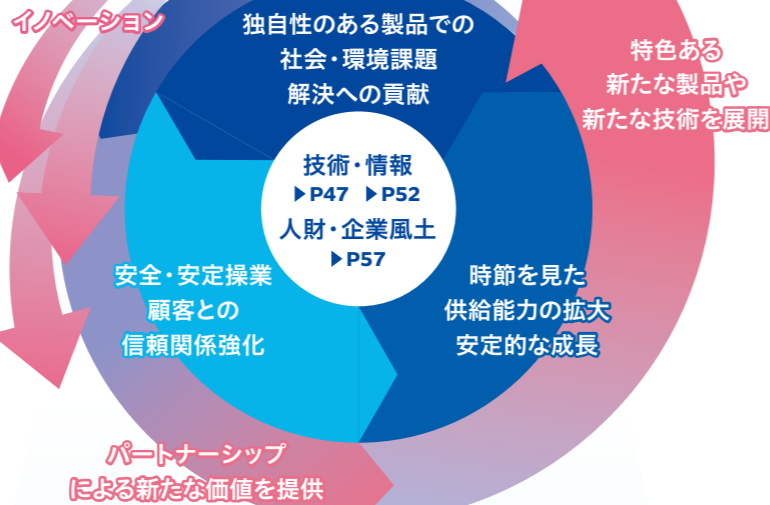 イノベーション
独自性のある製品での
社会・環境課題
解決への貢献
特色ある
新たな製品や
新たな技術を展開
技術・情報
▶P47 ▶P52
人財・企業風土
▶P57
安全・安定操業
顧客との
信頼関係強化
時節を見た
供給能力の拡大
安定的な成長
パートナーシップ
による新たな価値を提供